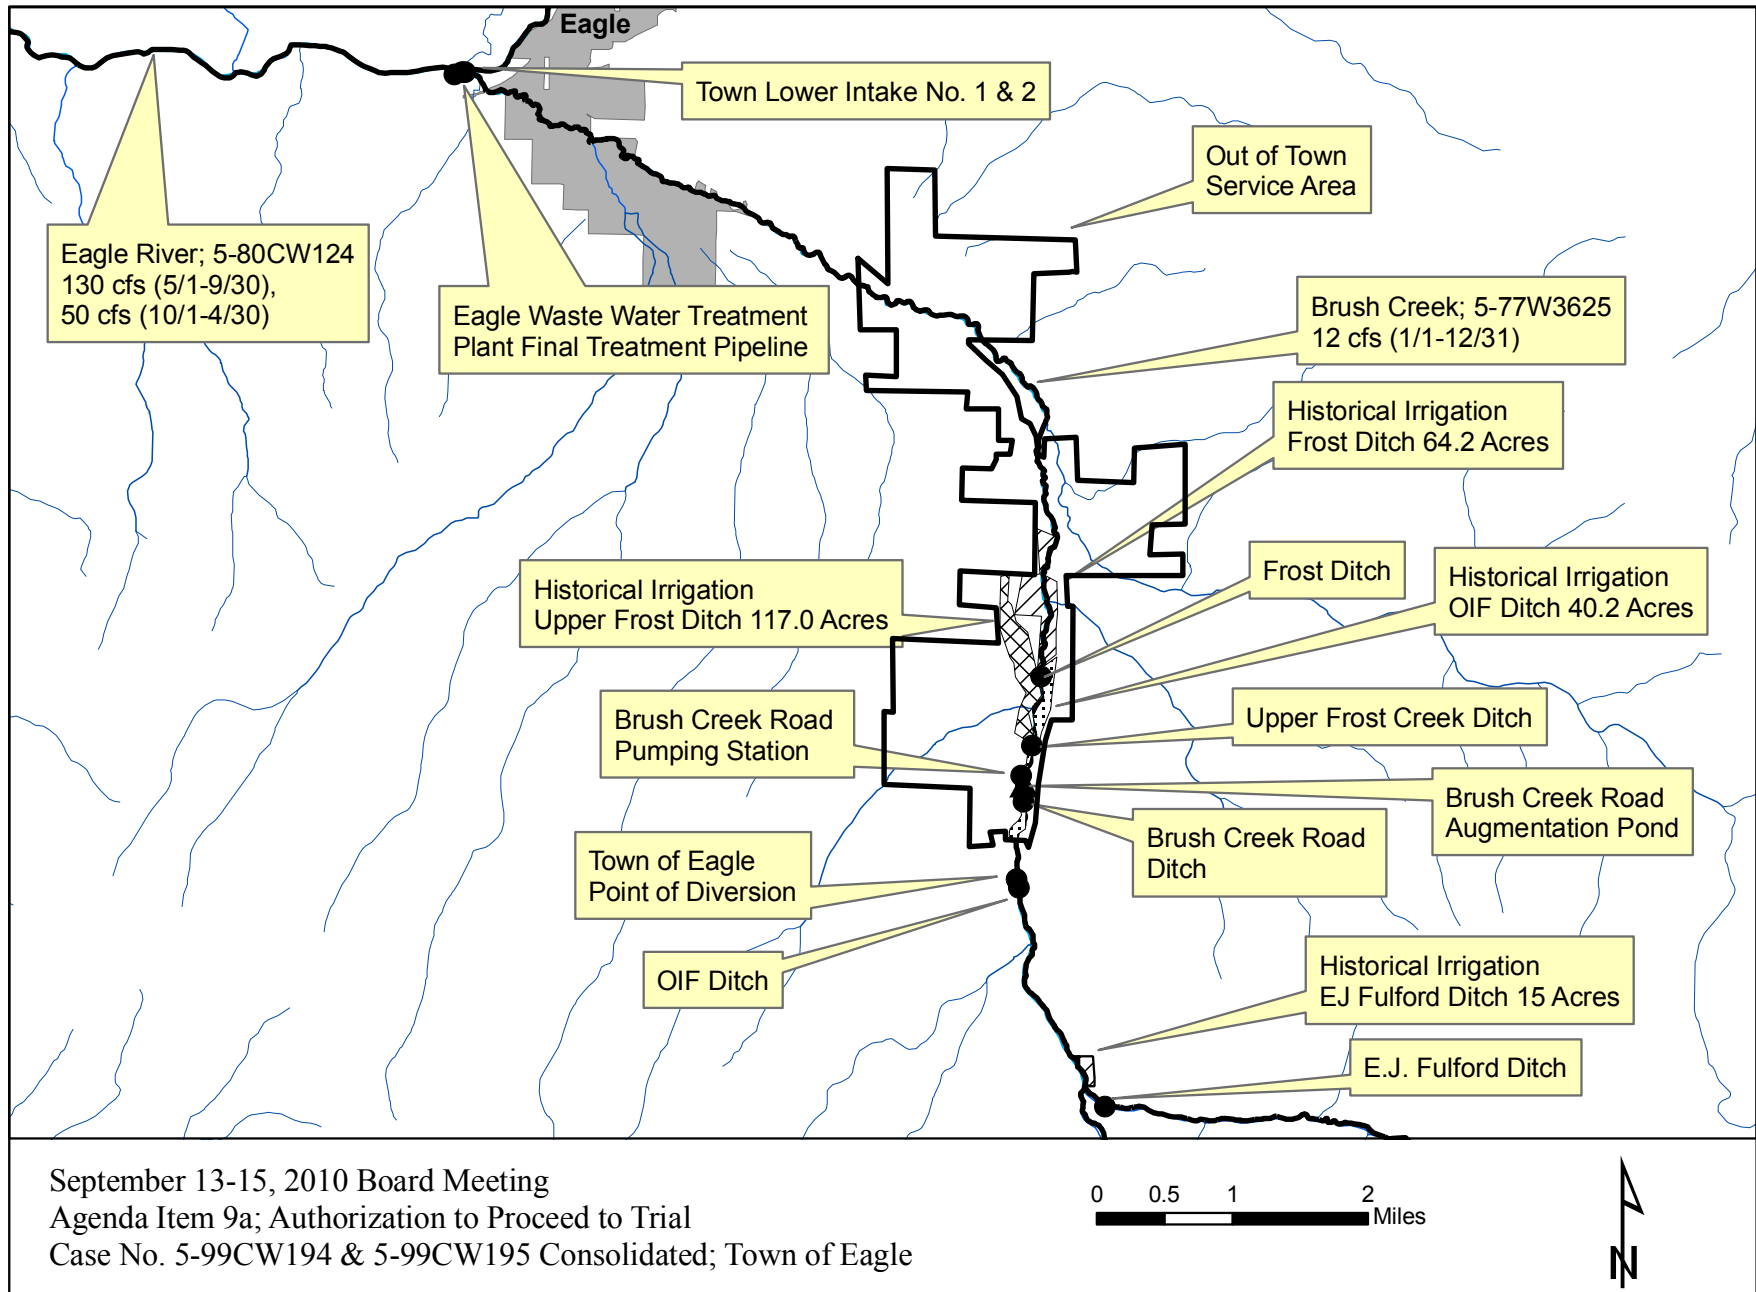 Eagle
Town Lower Intake No. 1 & 2
Out of Town
Service Area
Eagle River; 5-80CW124
130 cfs (5/1-9/30),
50 cfs (10/1-4/30)
Eagle Waste Water Treatment
Plant Final Treatment Pipeline
Brush Creek; 5-77W3625
12 cfs (1/1-12/31)
Historical Irrigation
Frost Ditch 64.2 Acres
Frost Ditch
Historical Irrigation
OIF Ditch 40.2 Acres
Historical Irrigation
Upper Frost Ditch 117.0 Acres
Brush Creek Road
Pumping Station
Upper Frost Creek Ditch
Brush Creek Road
Augmentation Pond
Brush Creek Road
Ditch
Town of Eagle
Point of Diversion
OIF Ditch
Historical Irrigation
EJ Fulford Ditch 15 Acres
E.J. Fulford Ditch
September 13-15, 2010 Board Meeting
Agenda Item 9a; Authorization to Proceed to Trial
Case No. 5-99CW194 & 5-99CW195 Consolidated; Town of Eagle
0 0.5 1 2
Miles
N